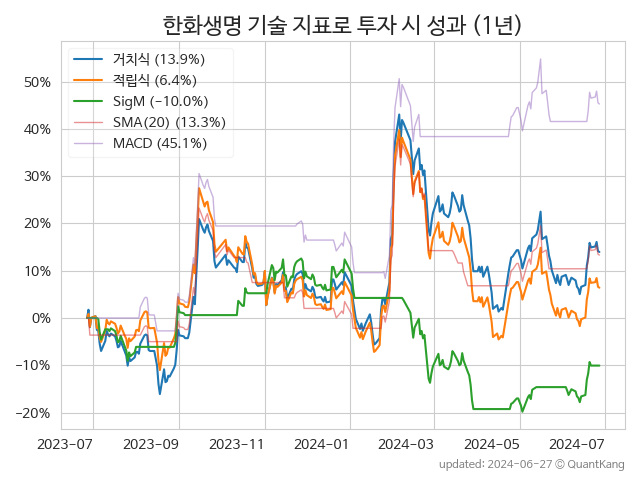 한화생명 기술 지표로 투자 시 성과 (1년)
거치식 (13.9%)
적립식 (6.4%)
SigM (−10.0%)
SMA(20) (13.3%)
MACD (45.1%)
50%
40%
30%
20%
10%
0%
−10%
−20%
2023-07 2023-09 2023-11 2024-01 2024-03 2024-05 2024-07
updated: 2024-06-27 © QuantKang